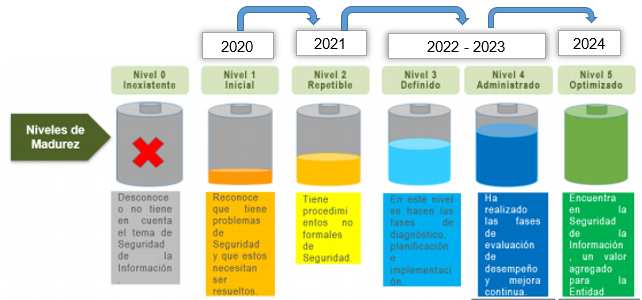 2020
2021
2022 - 2023
2024
Nivel 0
Inexistente
Nivel 1
Inicial
Nivel 2
Repetible
Nivel 3
Definido
Nivel 4
Administrado
Nivel 5
Optimizado
Niveles de
Madurez
Desconoce
o no tiene
en cuenta
el tema de
Seguridad
de la
Información
.
Reconoce
que tiene
problemas
de
Seguridad
y que estos
necesitan
ser
resueltos.
Tiene
procedimi
entos no
formales
de
Seguridad.
En este nivel
se hacen las
fases de
diagnóstico,
planificación
e
implementaci
ón.
Ha
realizado
las fases
de
evaluación
de
desempeño
y mejora
continua.
Encuentra
en la
Seguridad
de la
Información
, un valor
agregado
para la
Entidad